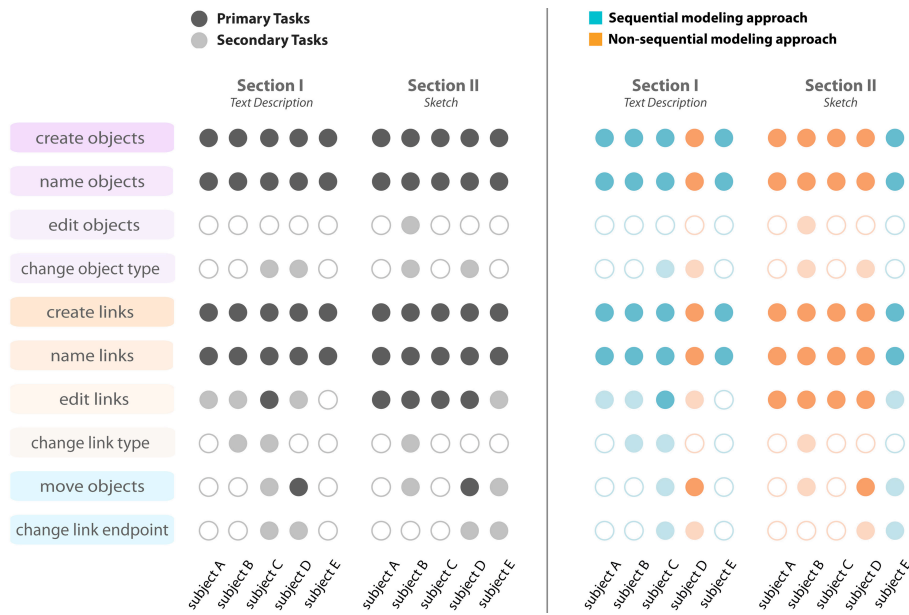 Primary Tasks
Secondary Tasks
Sequential modeling approach
Non-sequential modeling approach
Section I
Text Description
Section II
Sketch
Section I
Text Description
Section II
Sketch
create objects
name objects
edit objects
change object type
create links
name links
edit links
change link type
move objects
change link endpoint
subject A
subject B
subject C
subject D
subject E
subject A
subject B
subject C
subject D
subject E
subject A
subject B
subject C
subject D
subject E
subject A
subject B
subject C
subject D
subject E